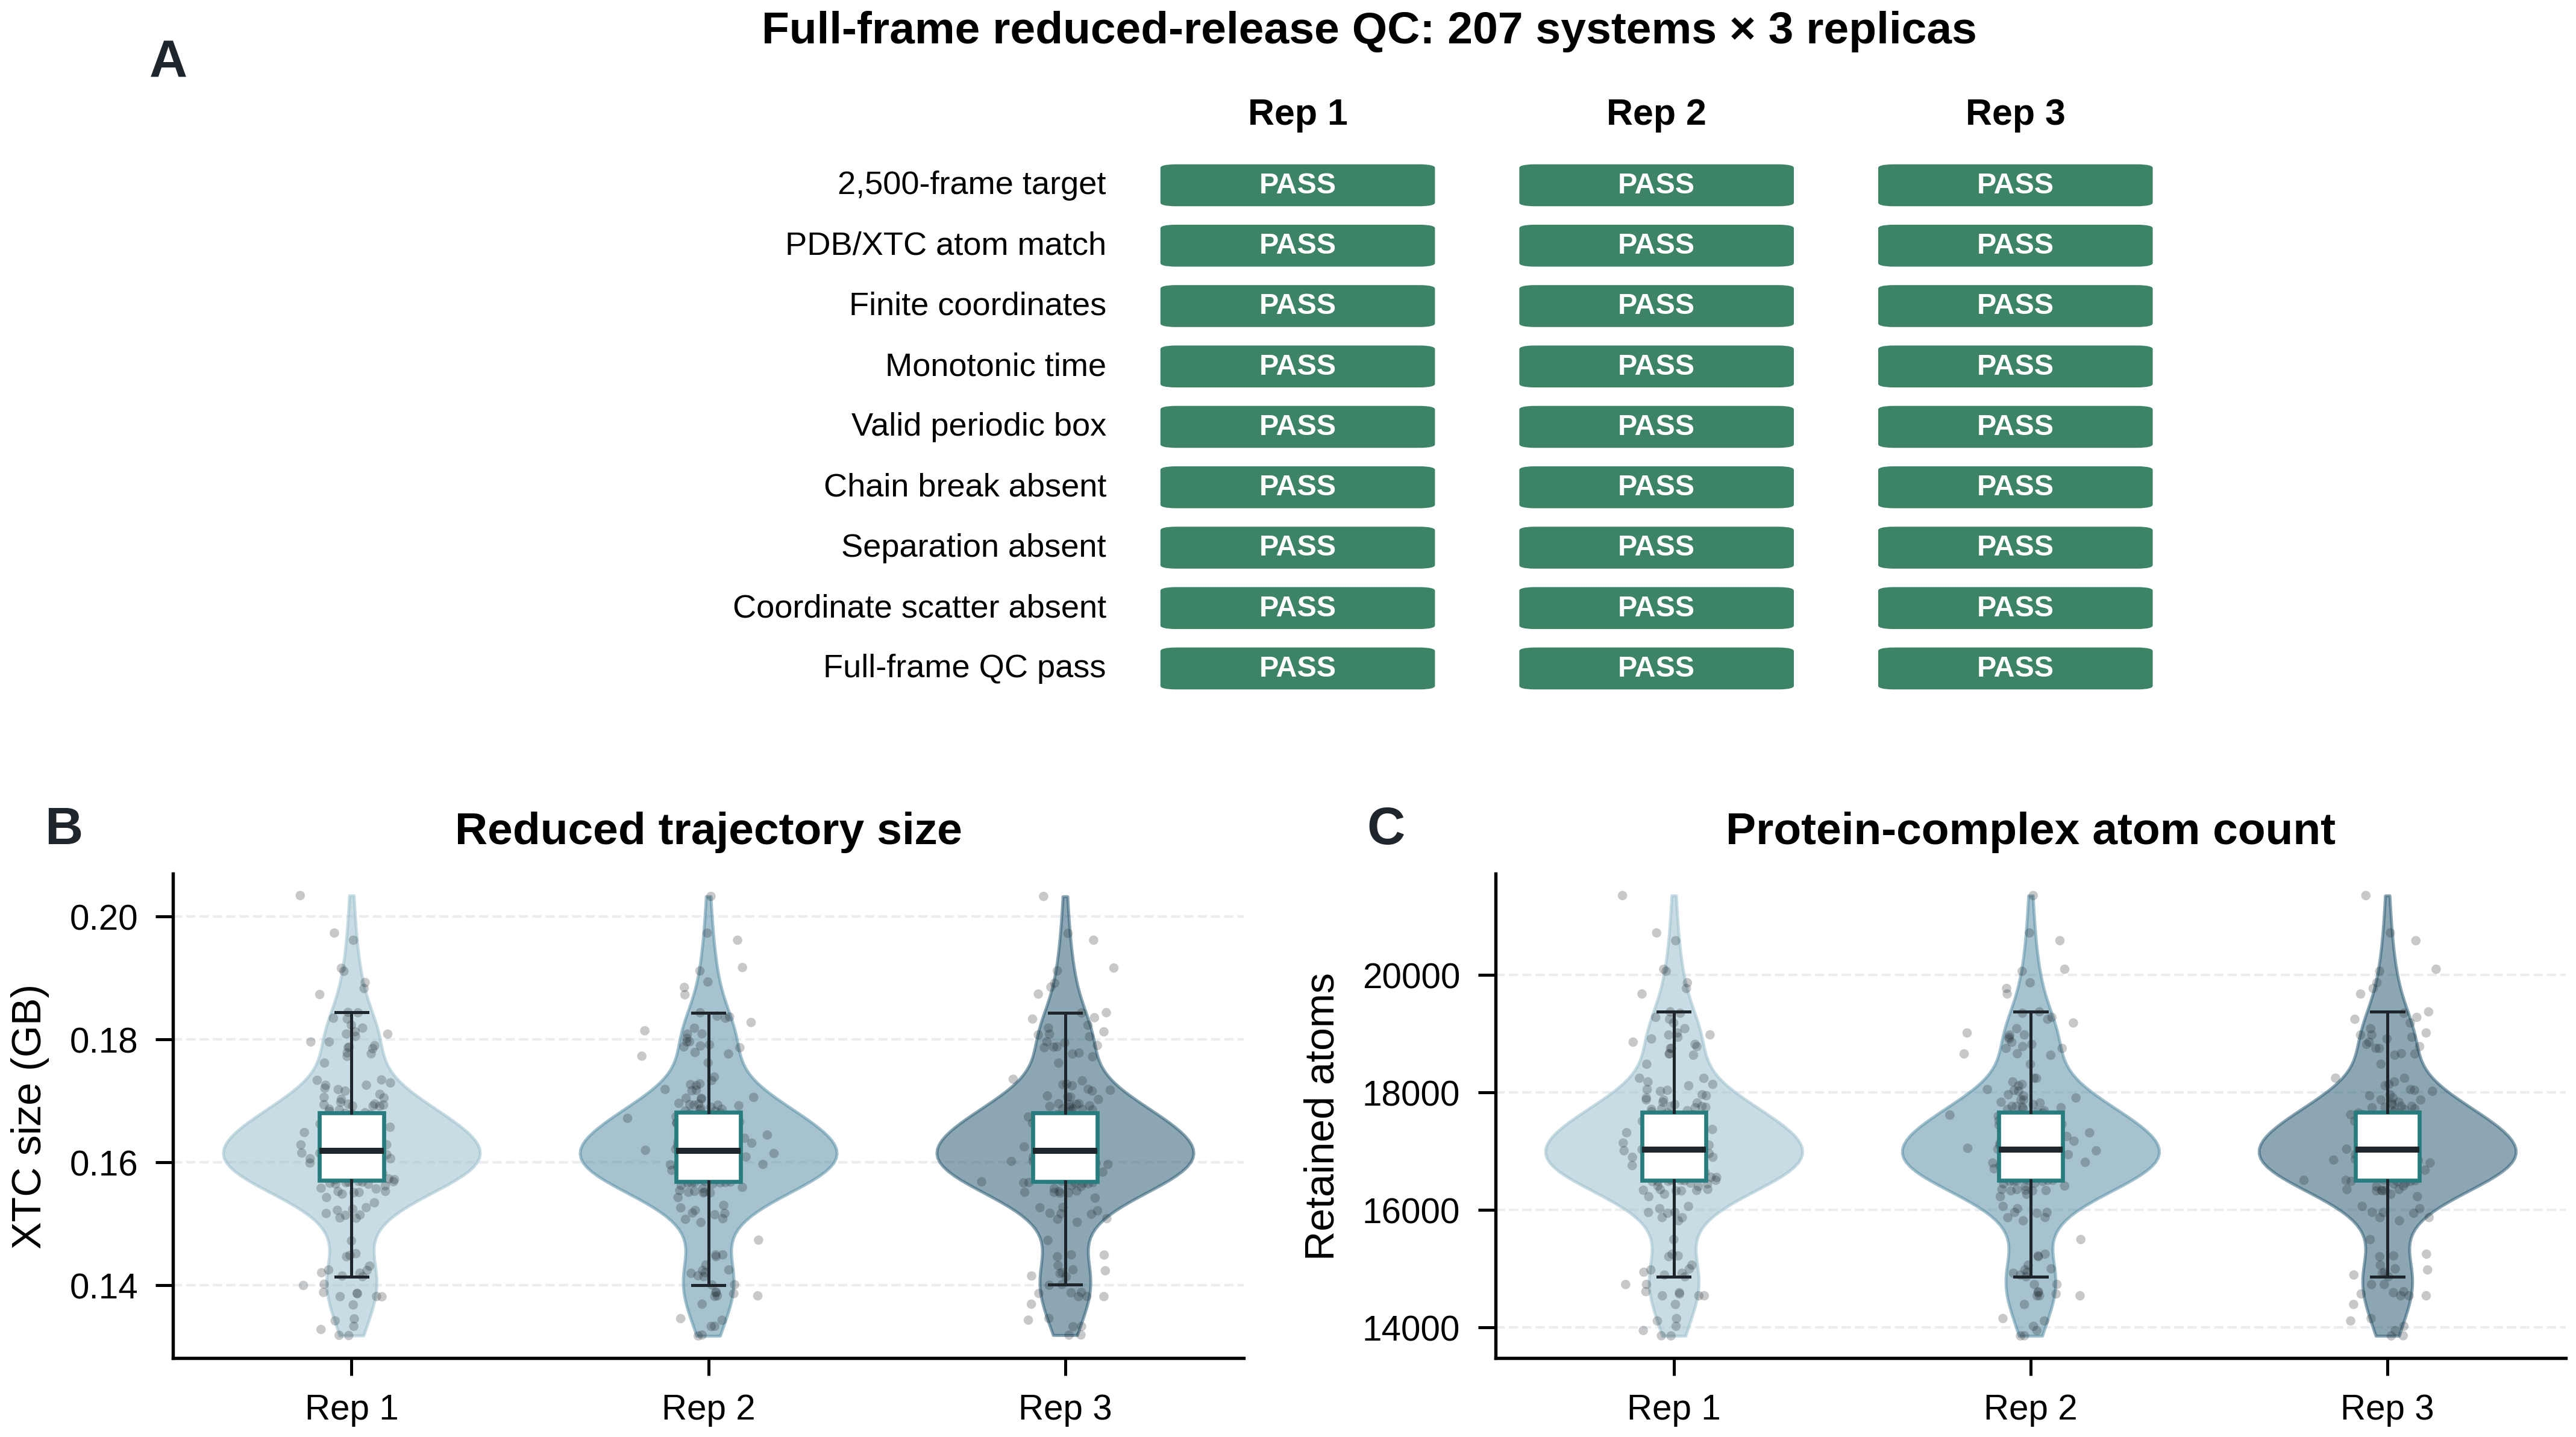 Full-frame reduced-release QC: 207 systems × 3 replicas
A
Rep 1 Rep 2 Rep 3
2,500-frame target PASS PASS PASS
PDB/XTC atom match PASS PASS PASS
Finite coordinates PASS PASS PASS
Monotonic time PASS PASS PASS
Valid periodic box PASS PASS PASS
Chain break absent PASS PASS PASS
Separation absent PASS PASS PASS
Coordinate scatter absent PASS PASS PASS
Full-frame QC pass PASS PASS PASS
B
Reduced trajectory size
XTC size (GB)
0.20
0.18
0.16
0.14
Rep 1 Rep 2 Rep 3
C
Protein-complex atom count
Retained atoms
20000
18000
16000
14000
Rep 1 Rep 2 Rep 3